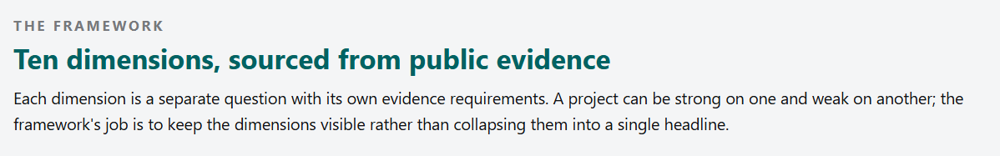 THE FRAMEWORK
Ten dimensions, sourced from public evidence
Each dimension is a separate question with its own evidence requirements. A project can be strong on one and weak on another; the
framework's job is to keep the dimensions visible rather than collapsing them into a single headline.